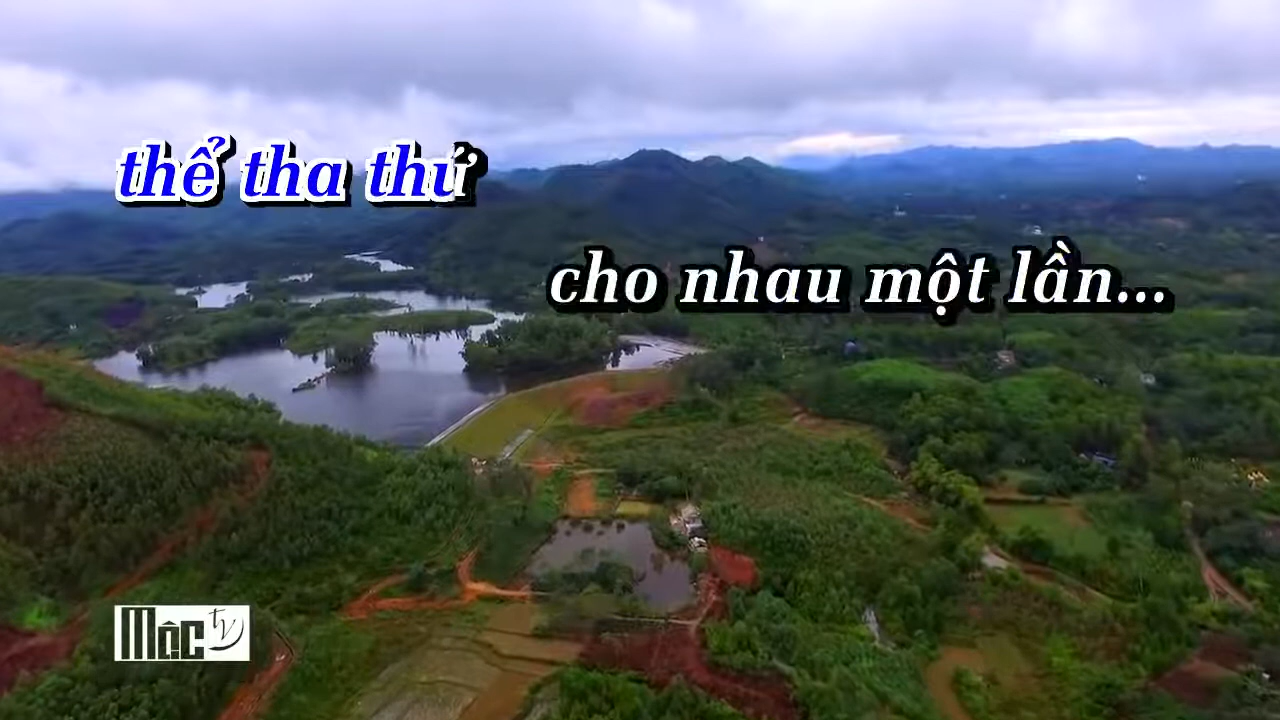 thể tha thứ
cho nhau một lần...
MộC tv